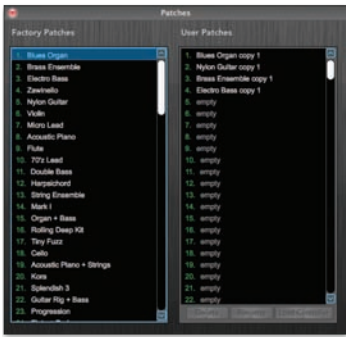 Patches
Factory Patches
1. Blues Organ
2. Brass Ensemble
3. Electro Bass
4. Zawinello
5. Nylon Guitar
6. Violin
7. Micro Lead
8. Acoustic Piano
9. Flute
10. 70'z Lead
11. Double Bass
12. Harpsichord
13. String Ensemble
14. Mark I
15. Organ + Bass
16. Rolling Deep Kit
17. Tiny Fuzz
18. Cello
19. Acoustic Piano + Strings
20. Kora
21. Splendish 3
22. Guitar Rig + Bass
23. Progression
User Patches
1. Blues Organ copy 1
2. Nylon Guitar copy 1
3. Brass Ensemble copy 1
4. Electro Bass copy 1
5. empty
6. empty
7. empty
8. empty
9. empty
10. empty
11. empty
12. empty
13. empty
14. empty
15. empty
16. empty
17. empty
18. empty
19. empty
20. empty
21. empty
22. empty